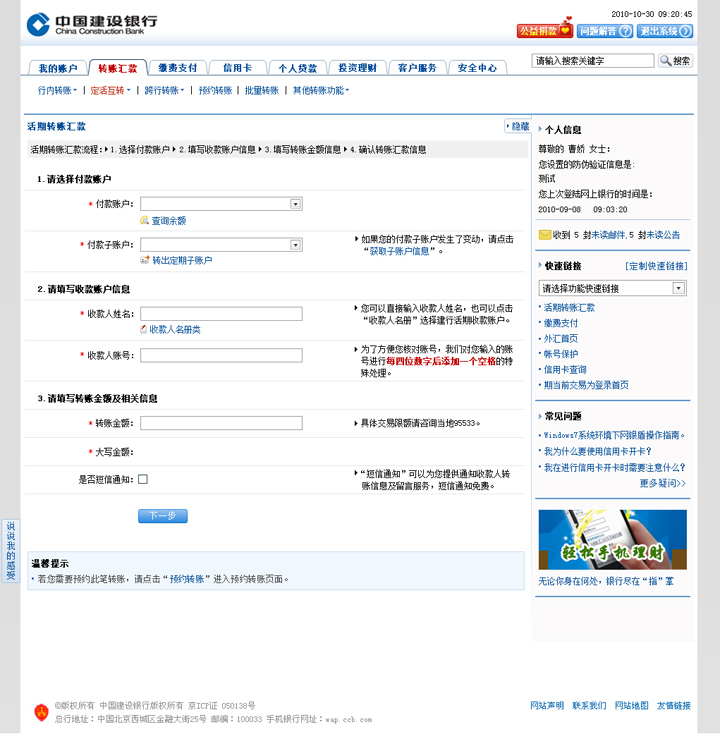 中国建设银行
China Construction Bank
2010-10-30 09:20:45
公益捐款 问题解答 退出系统
我的账户 转账汇款 缴费支付 信用卡 个人贷款 投资理财 客户服务 安全中心
请输入搜索关键字 搜索
行内转账 定活互转 跨行转账 预约转账 批量转账 其他转账功能
活期转账汇款
隐藏
活期转账汇款流程: 1.选择付款账户 2.填写收款账户信息 3.填写转账金额信息 4.确认转账汇款信息
1.请选择付款账户
* 付款账户:
查询余额
* 付款子账户:
转出定期子账户
如果您的付款子账户发生了变动,请点击
“获取子账户信息”。
2.请填写收款账户信息
* 收款人姓名:
收款人名册类
您可以直接输入收款人姓名,也可以点击
“收款人名册”选择建行活期收款账户。
* 收款人账号:
为了方便您核对账号,我们对您输入的账
号进行每四位数字后添加一个空格的特
殊处理。
3.请填写转账金额及相关信息
* 转账金额:
具体交易限额请咨询当地95533。
* 大写金额:
是否短信通知:
“短信通知”可以为您提供通知收款人转
账信息及留言服务,短信通知免费。
下一步
温馨提示
若您需要预约此笔转账,请点击“预约转账”进入预约转账页面。
说说我的感受
个人信息
尊敬的 曹娇 女士:
您设置的防伪验证信息是:
测试
您上次登陆网上银行的时间是:
2010-09-08 09:03:20
收到 5 封未读邮件,5 封未读公告
快速链接 [定制快速链接]
请选择功能快速链接
活期转账汇款
缴费支付
外汇首页
帐号保护
信用卡查询
期当前交易为登录首页
常见问题
Windows7系统环境下网银盾操作指南。
我为什么要使用信用卡开卡?
我在进行信用卡开卡时需要注意什么?
更多疑问>>
轻松手机理财
无论你身在何处,银行尽在“指”掌
©版权所有 中国建设银行版权所有 京ICP证 050138号
总行地址:中国北京西城区金融大街25号 邮编:100033 手机银行网址:wap.ccb.com
网站声明 联系我们 网站地图 友情链接